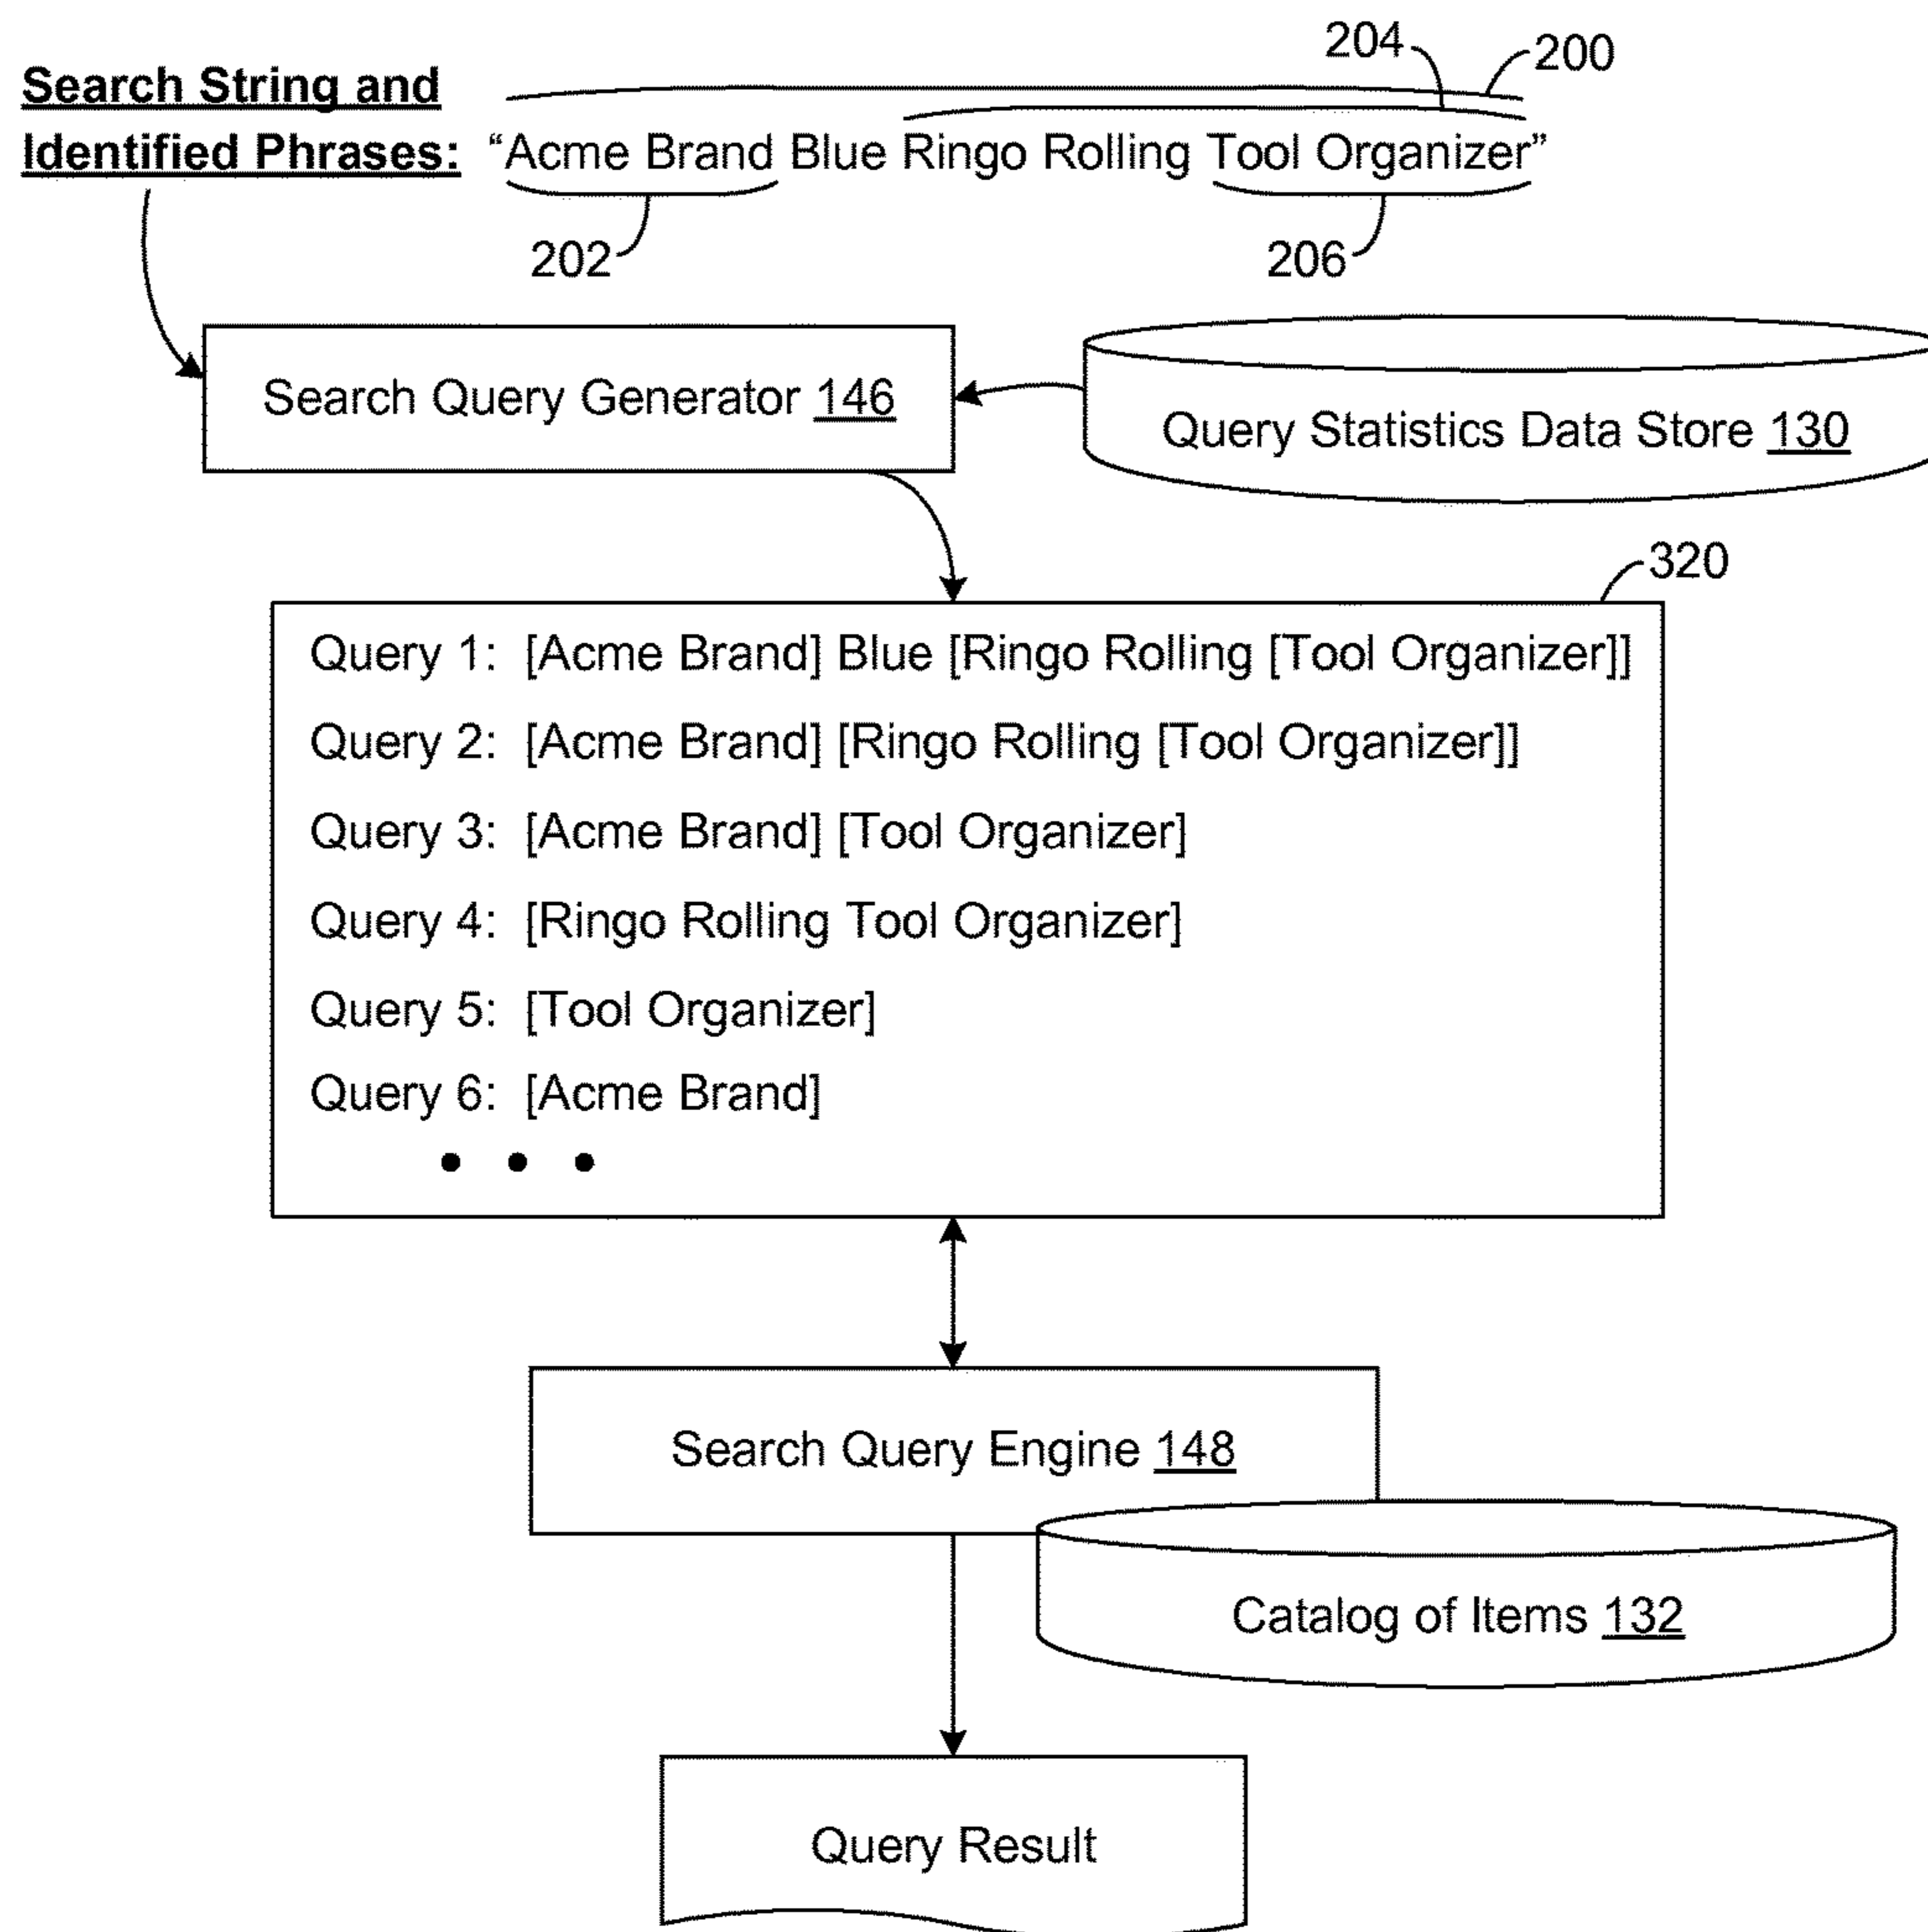 204
200
Search String and
Identified Phrases: “Acme Brand Blue Ringo Rolling Tool Organizer”
202
206
Search Query Generator 146
Query Statistics Data Store 130
320
Query 1: [Acme Brand] Blue [Ringo Rolling [Tool Organizer]]
Query 2: [Acme Brand] [Ringo Rolling [Tool Organizer]]
Query 3: [Acme Brand] [Tool Organizer]
Query 4: [Ringo Rolling Tool Organizer]
Query 5: [Tool Organizer]
Query 6: [Acme Brand]
• • •
Search Query Engine 148
Catalog of Items 132
Query Result